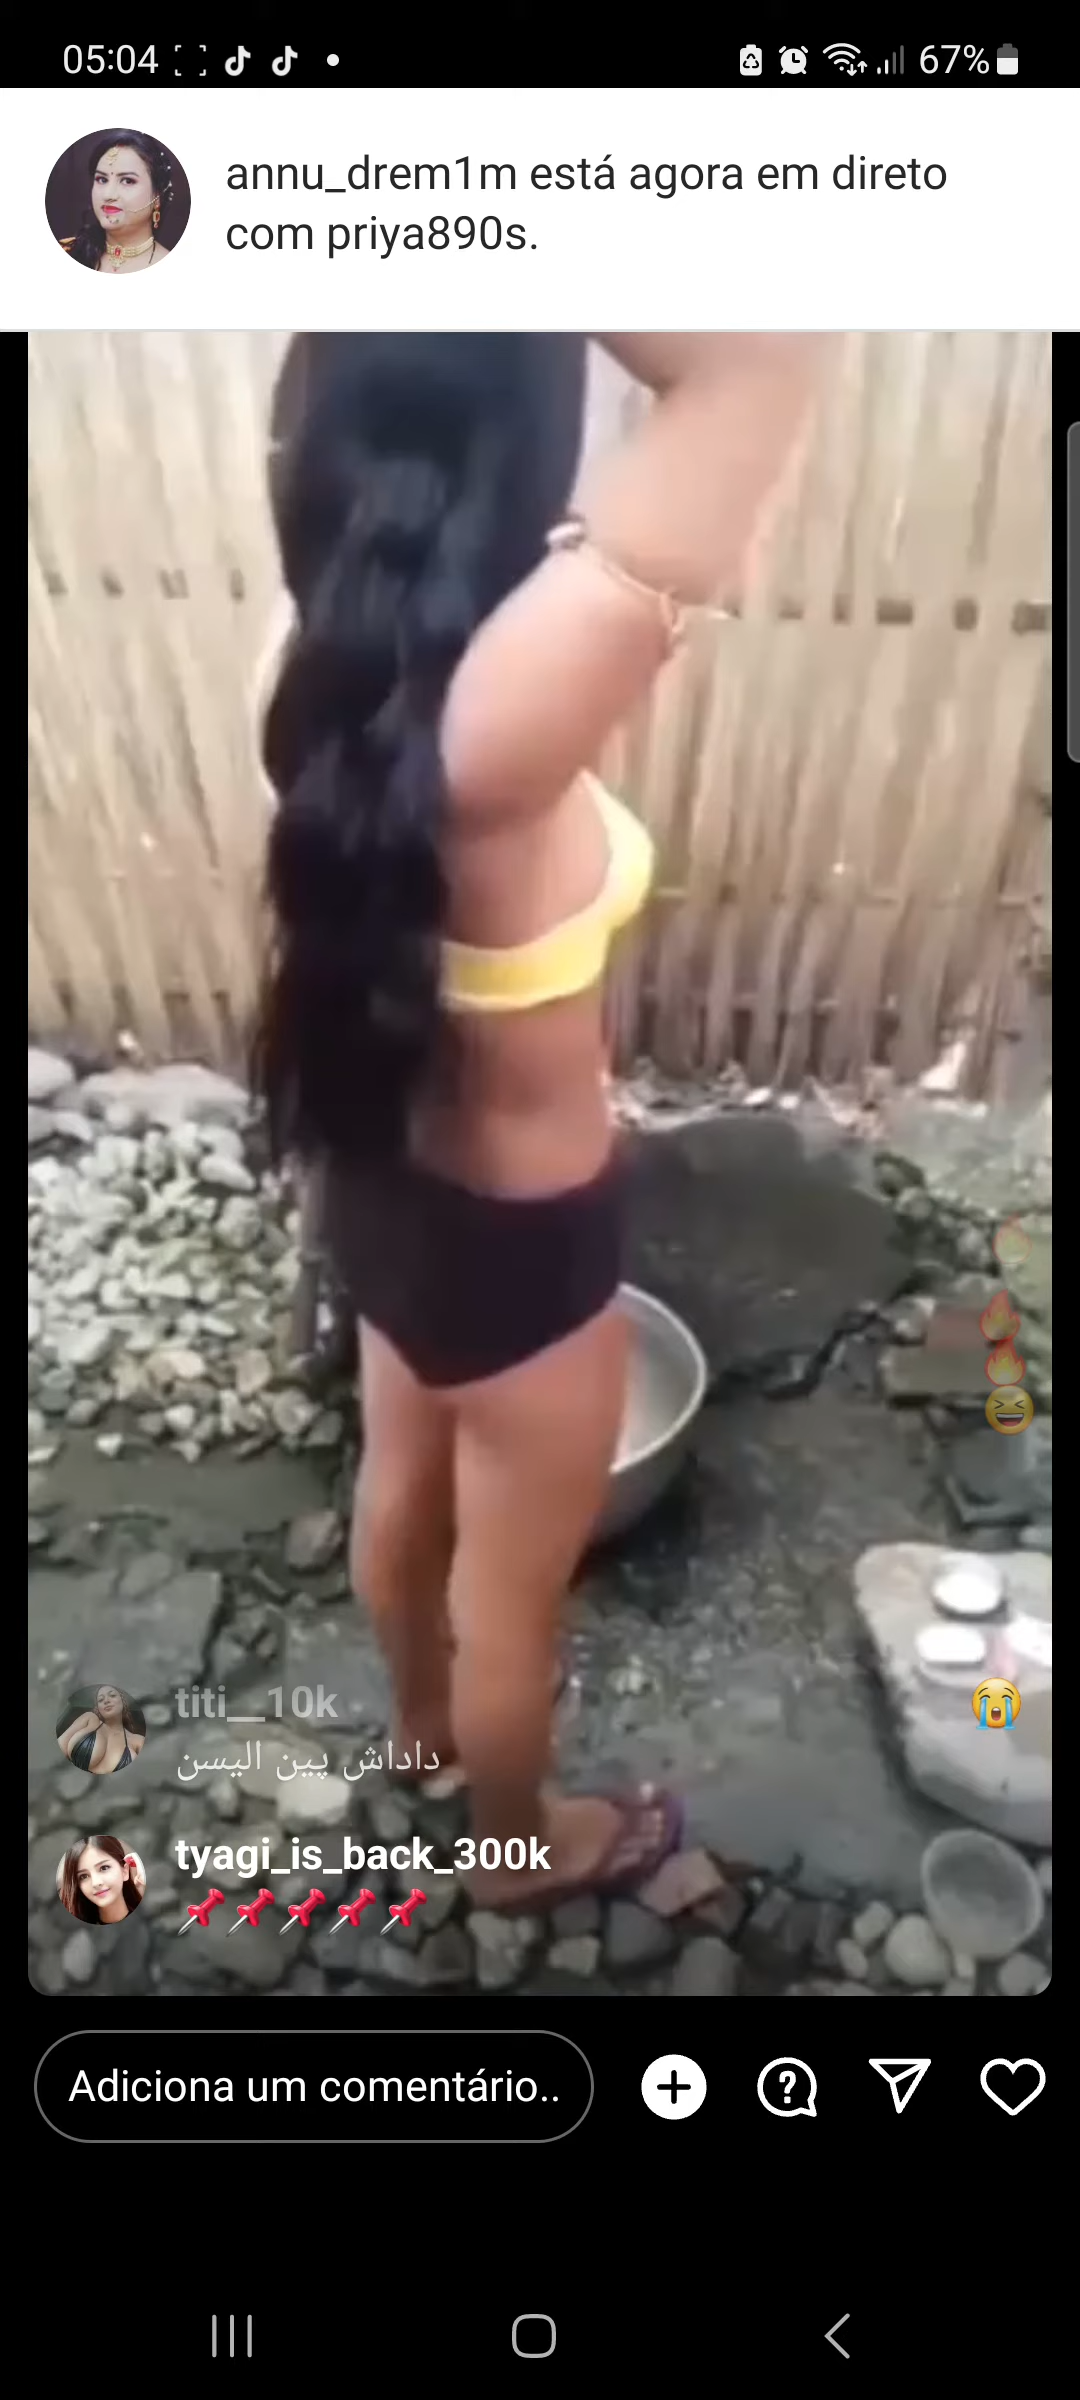 05:04
67%
annu_drem1m está agora em direto
com priya890s.
titi__10k
داداش پین الیسن
tyagi_is_back_300k
Adiciona um comentário..